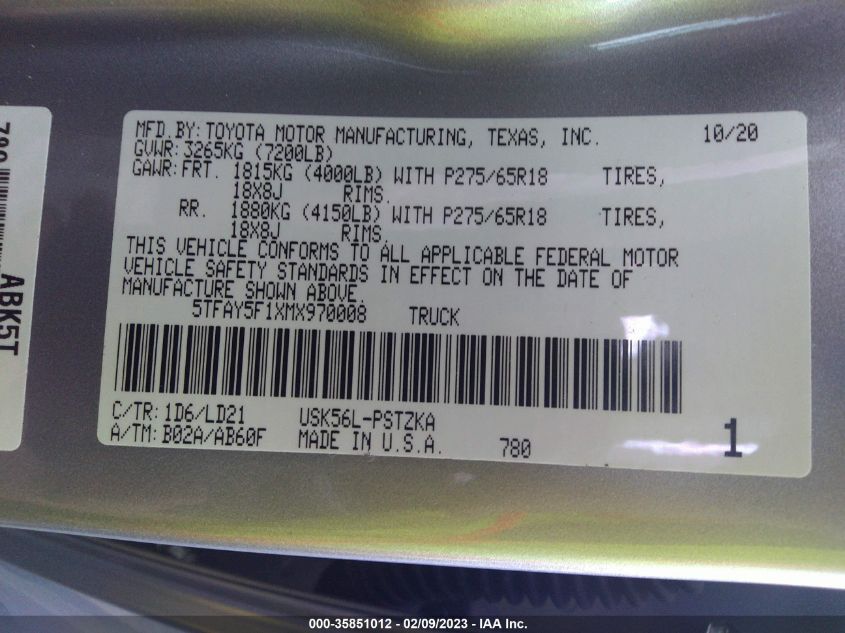 MFD.BY:TOYOTA MOTOR MANUFACTURING, TEXAS, INC. 10/20
GVWR:3265KG (7200LB)
GAWR:FRT. 1815KG (4000LB) WITH P275/65R18 TIRES,
18X8J RIMS.
RR. 1880KG (4150LB) WITH P275/65R18 TIRES,
18X8J RIMS.
THIS VEHICLE CONFORMS TO ALL APPLICABLE FEDERAL MOTOR
VEHICLE SAFETY STANDARDS IN EFFECT ON THE DATE OF
MANUFACTURE SHOWN ABOVE.
5TFAY5F1XMX970008 TRUCK
C/TR:1D6/LD21 USK56L-PSTZKA
A/TM:B02A/AB60F MADE IN U.S.A. 780 1
ABK5T
000-35851012 - 02/09/2023 - IAA Inc.